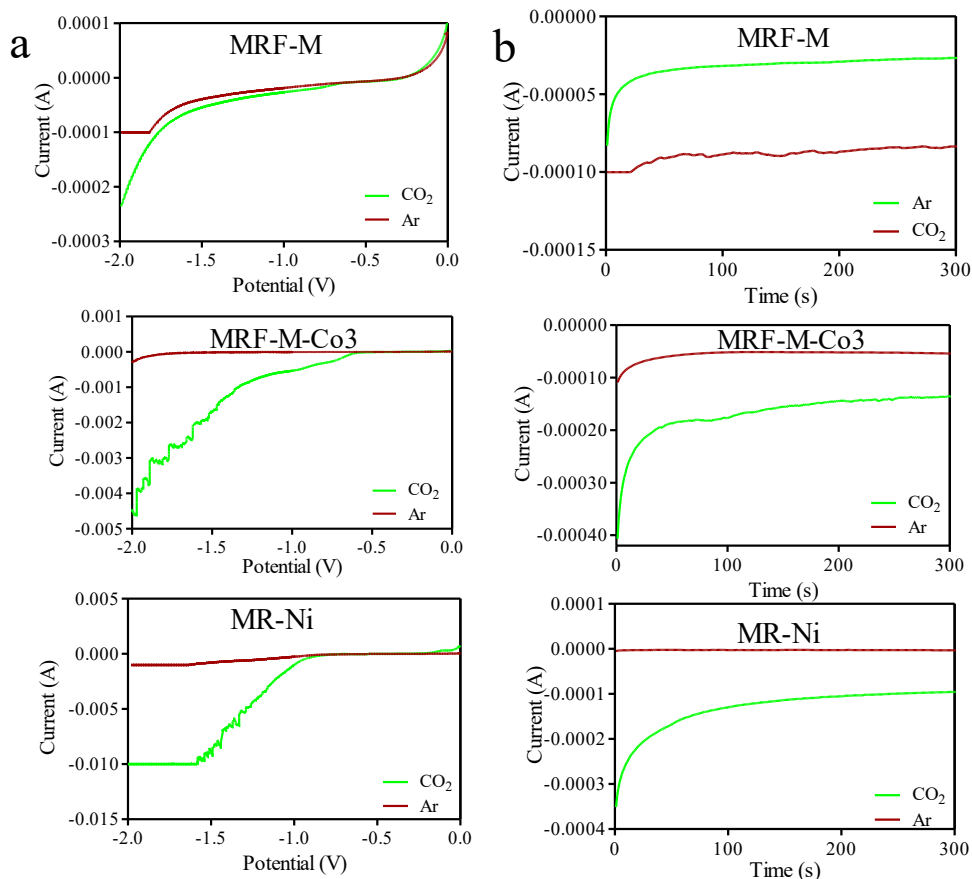 a
MRF-M
Current (A)
0.0001
0.0000
-0.0001
-0.0002
-0.0003
CO₂
Ar
-2.0 -1.5 -1.0 -0.5 0.0
Potential (V)
b
MRF-M
Current (A)
0.00000
-0.00005
-0.00010
-0.00015
Ar
CO₂
0 100 200 300
Time (s)
MRF-M-Co3
Current (A)
0.001
0.000
-0.001
-0.002
-0.003
-0.004
-0.005
CO₂
Ar
-2.0 -1.5 -1.0 -0.5 0.0
Potential (V)
MRF-M-Co3
Current (A)
0.00000
-0.00010
-0.00020
-0.00030
-0.00040
CO₂
Ar
0 100 200 300
Time (s)
MR-Ni
Current (A)
0.005
0.000
-0.005
-0.010
-0.015
CO₂
Ar
-2.0 -1.5 -1.0 -0.5 0.0
Potential (V)
MR-Ni
Current (A)
0.0001
0.0000
-0.0001
-0.0002
-0.0003
-0.0004
CO₂
Ar
0 100 200 300
Time (s)